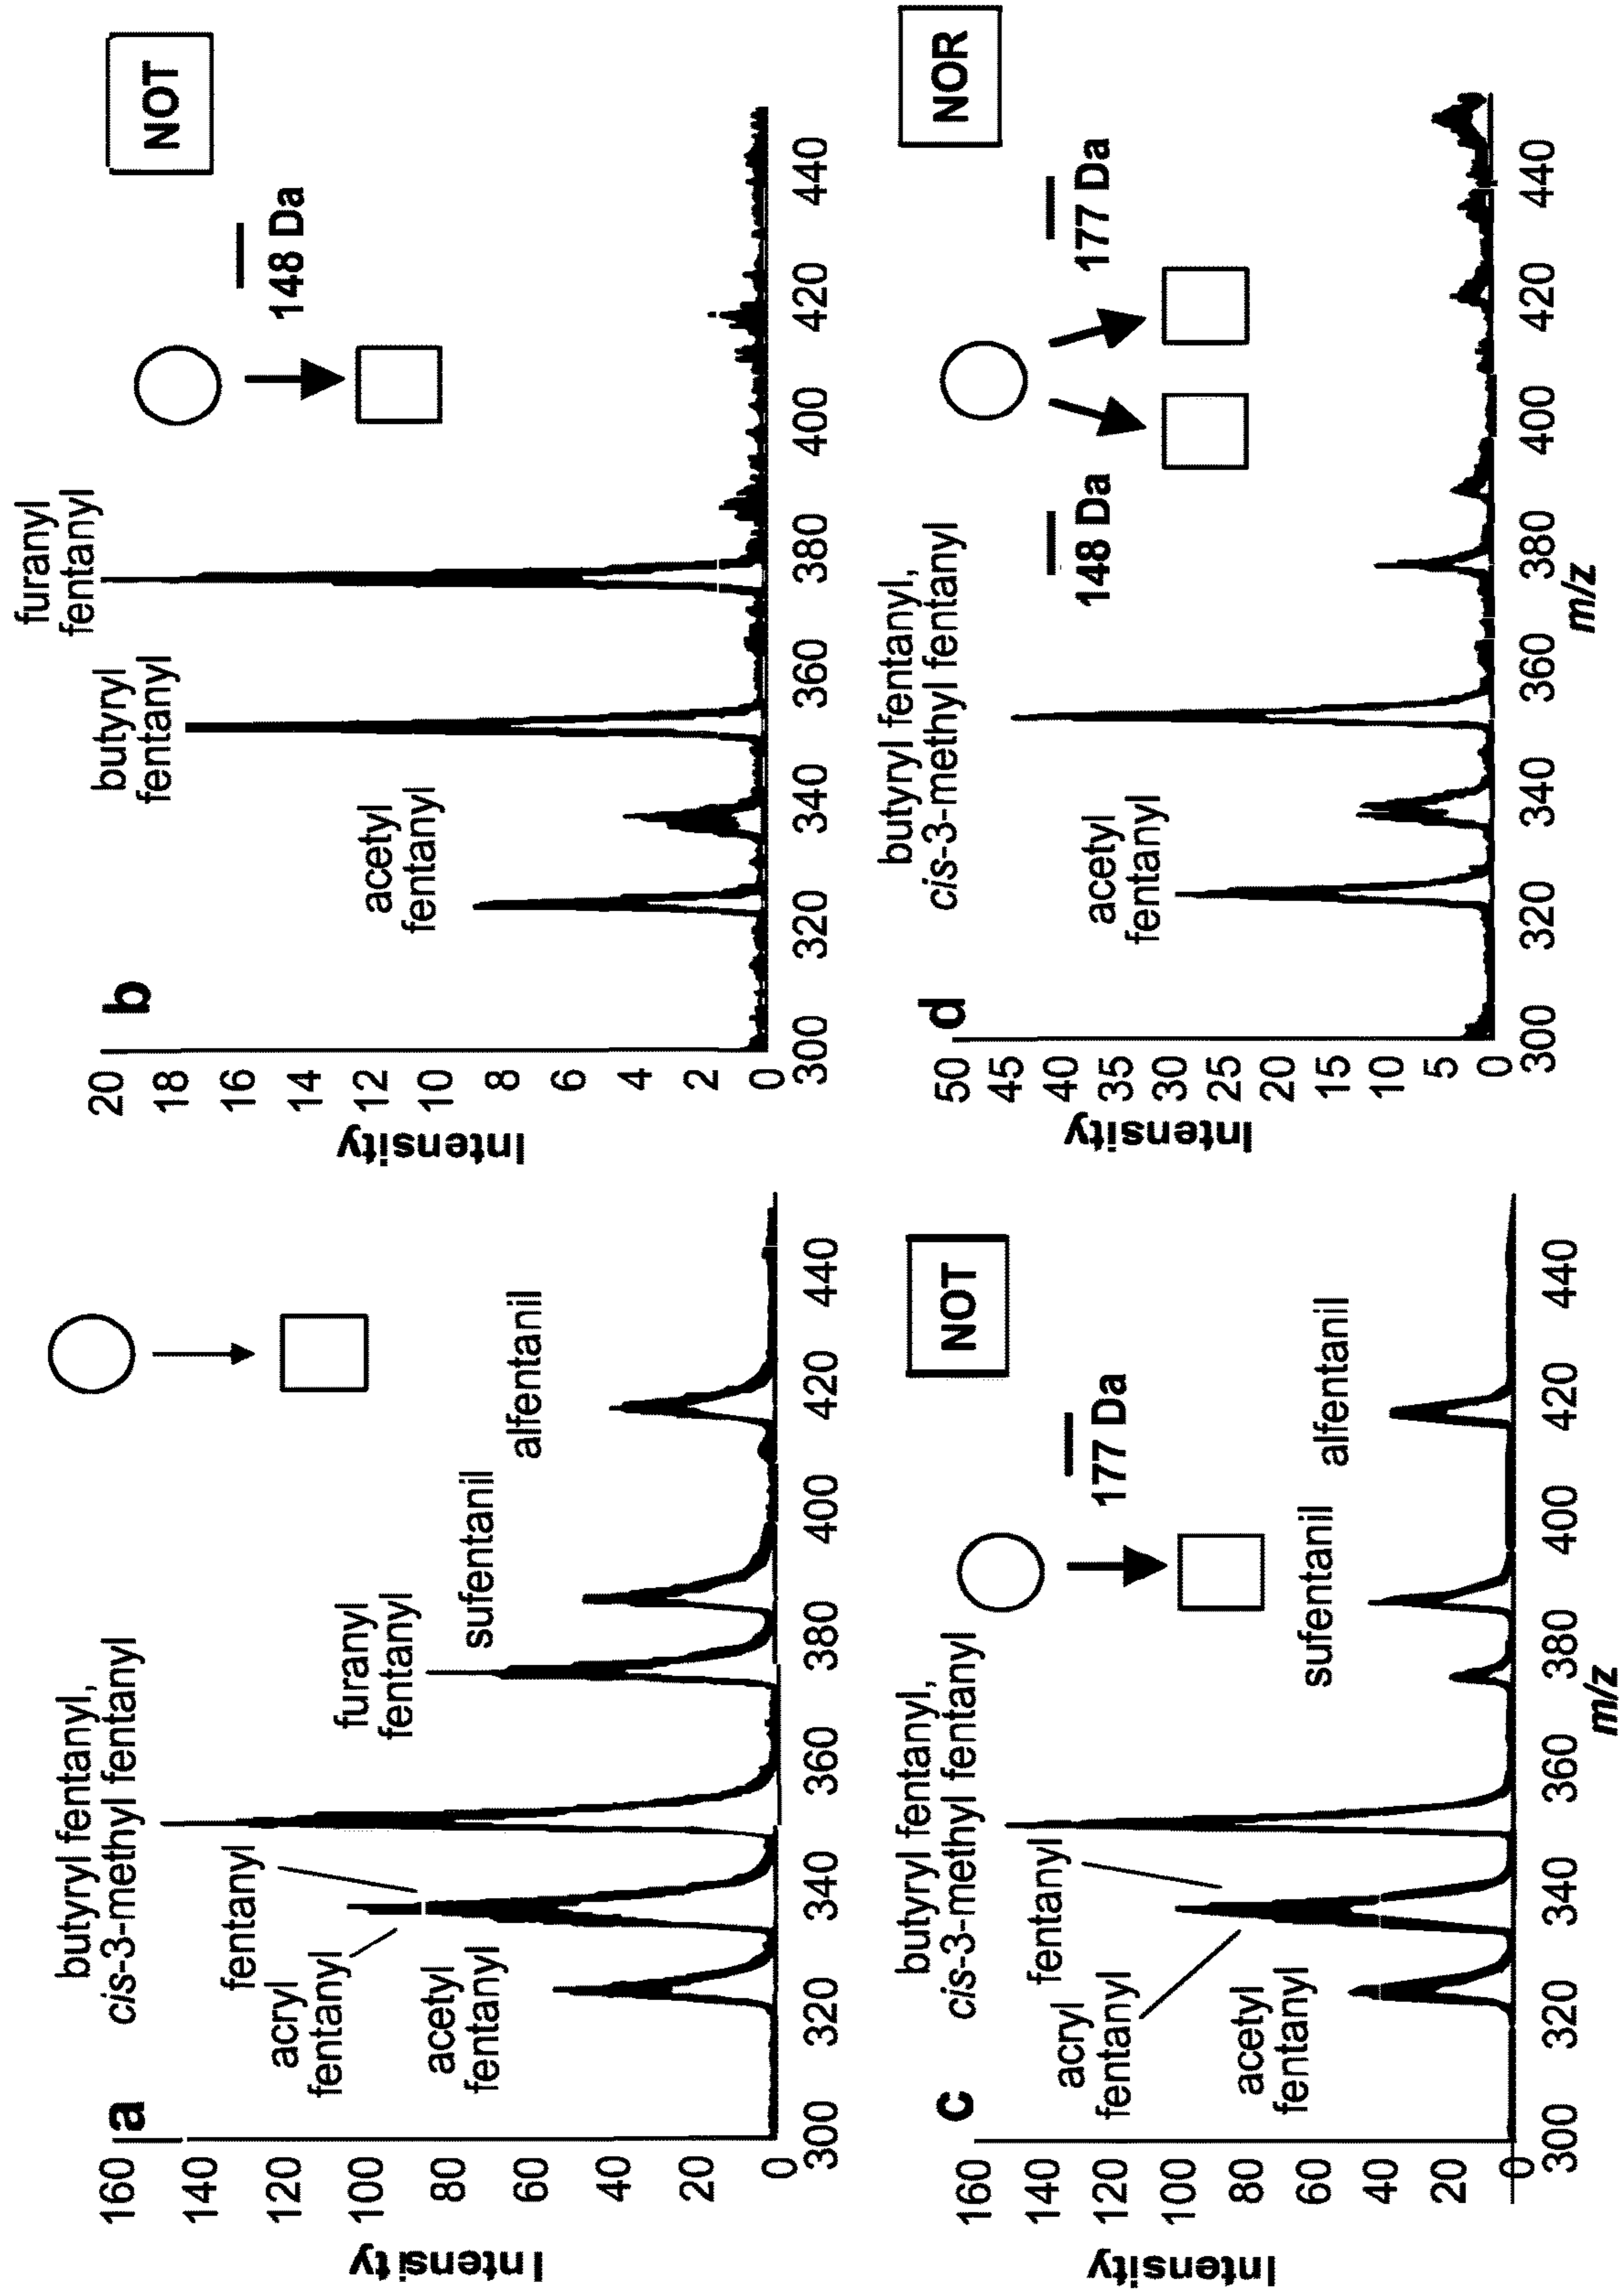 a
butyryl fentanyl,
cis-3-methyl fentanyl
fentanyl
acryl
fentanyl
acetyl
fentanyl
furanyl
fentanyl
sufentanil
alfentanil
Intensity
160
140
120
100
80
60
40
20
0
300 320 340 360 380 400 420 440
b
furanyl
fentanyl
butyryl
fentanyl
acetyl
fentanyl
148 Da
NOT
Intensity
20
18
16
14
12
10
8
6
4
2
0
300 320 340 360 380 400 420 440
c
butyryl fentanyl,
cis-3-methyl fentanyl
fentanyl
acryl
fentanyl
acetyl
fentanyl
177 Da
NOT
sufentanil
alfentanil
Intensity
160
140
120
100
80
60
40
20
0
300 320 340 360 380 400 420 440
m/z
d
butyryl fentanyl,
cis-3-methyl fentanyl
acetyl
fentanyl
148 Da
177 Da
NOR
Intensity
50
45
40
35
30
25
20
15
10
5
0
300 320 340 360 380 400 420 440
m/z